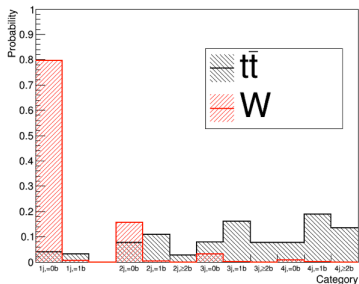 Probability
1
0.9
0.8
0.7
0.6
0.5
0.4
0.3
0.2
0.1
0
tt̄
W
1j,=0b 1j,=1b 2j,=0b 2j,=1b 2j,≥2b 3j,=0b 3j,=1b 3j,≥2b 4j,=0b 4j,=1b 4j,≥2b
Category